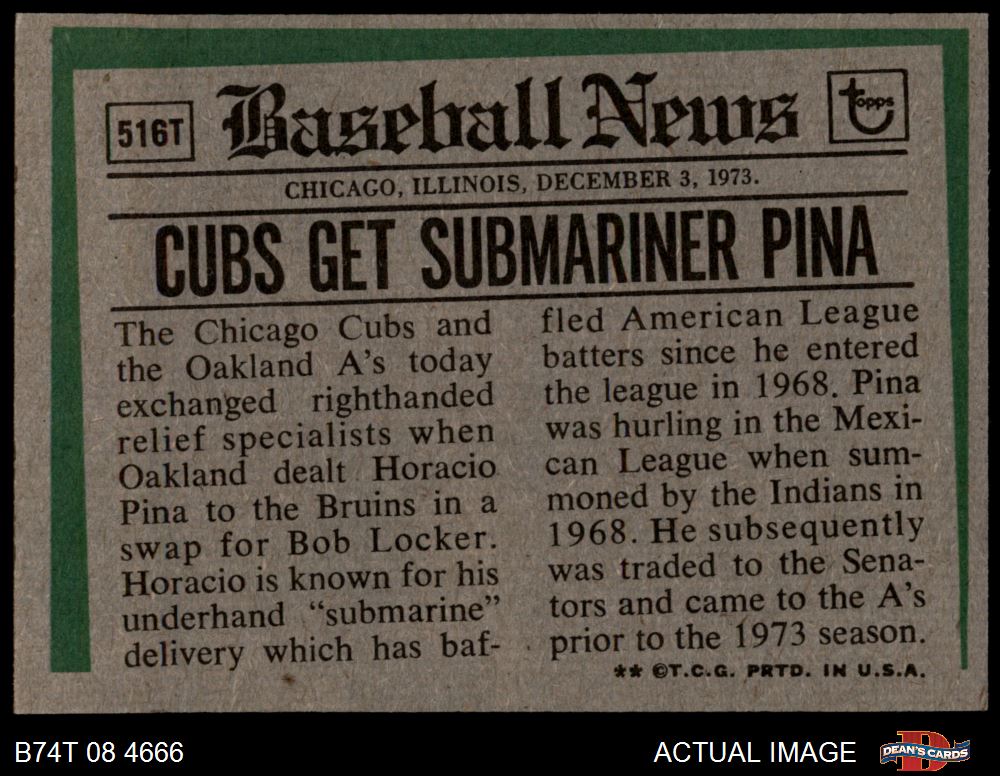 516T
Baseball News
topps
CHICAGO, ILLINOIS, DECEMBER 3, 1973.
CUBS GET SUBMARINER PINA
The Chicago Cubs and
the Oakland A's today
exchanged righthanded
relief specialists when
Oakland dealt Horacio
Pina to the Bruins in a
swap for Bob Locker.
Horacio is known for his
underhand "submarine"
delivery which has baf-
fled American League
batters since he entered
the league in 1968. Pina
was hurling in the Mexi-
can League when sum-
moned by the Indians in
1968. He subsequently
was traded to the Sena-
tors and came to the A's
prior to the 1973 season.
** ©T.C.G. PRTD. IN U.S.A.
B74T 08 4666
ACTUAL IMAGE
DEAN'S CARDS